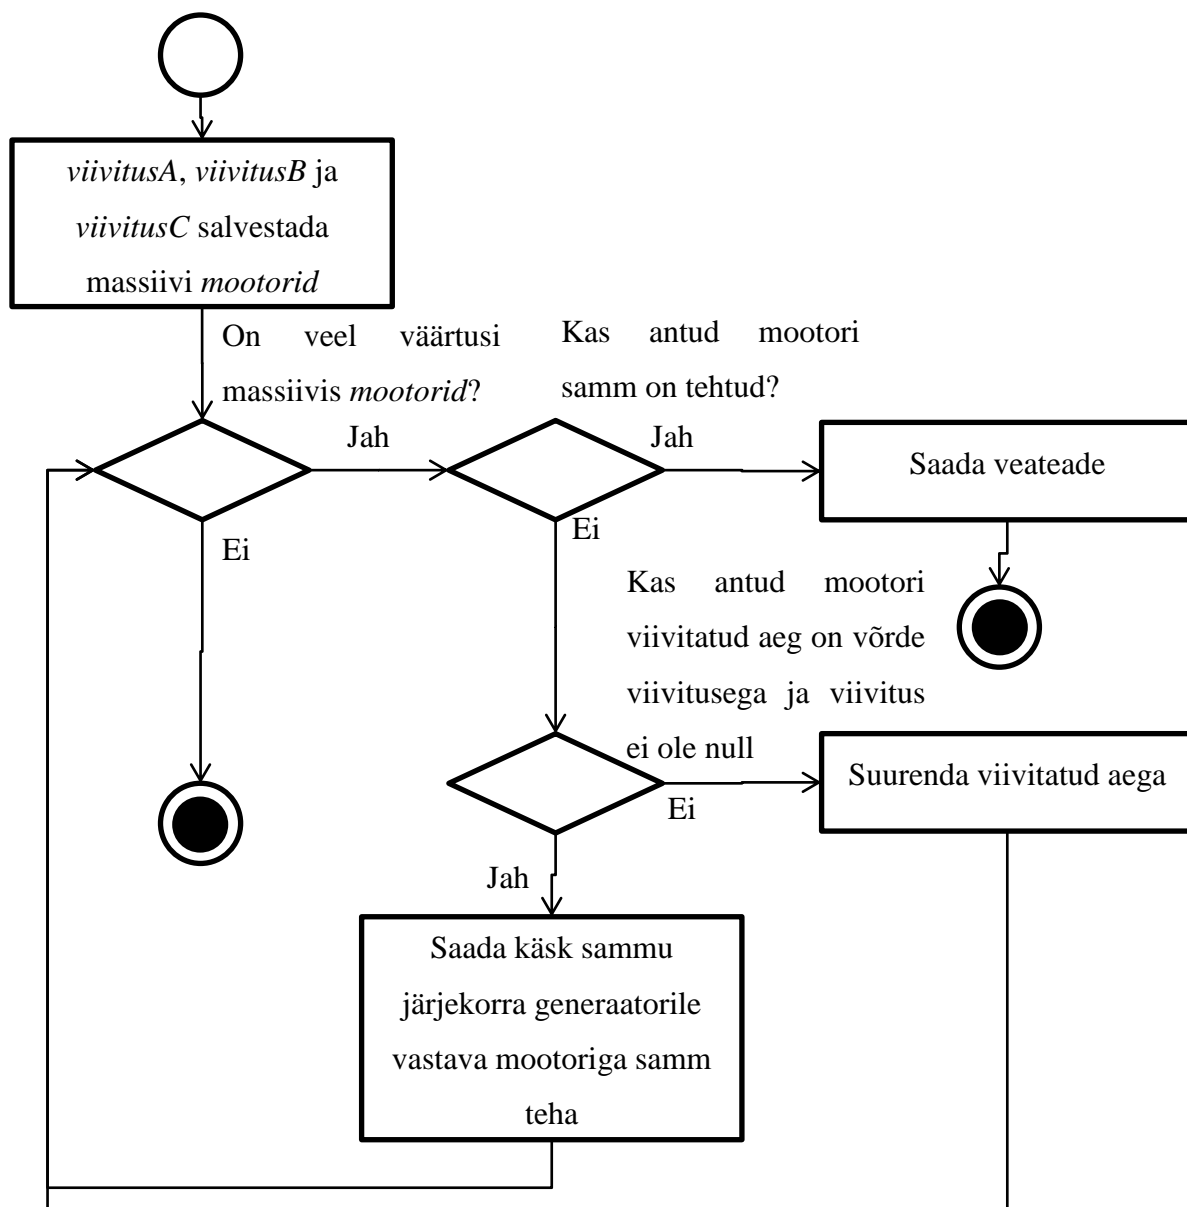 viivitusA, viivitusB ja
viivitusC salvestada
massiivi mootorid
On veel väärtusi
massiivis mootorid?
Kas antud mootori
samm on tehtud?
Jah
Jah
Saada veateade
Ei
Ei
Kas antud mootori
viivitatud aeg on võrde
viivitusega ja viivitus
ei ole null
Suurenda viivitatud aega
Ei
Jah
Saada käsk sammu
järjekorra generaatorile
vastava mootoriga samm
teha